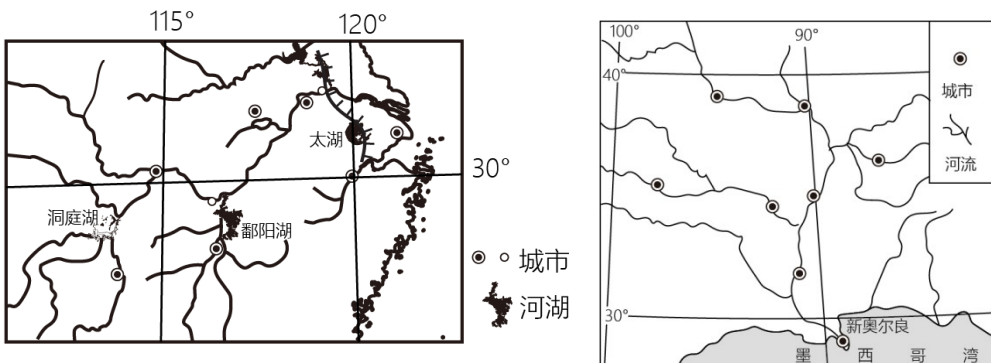 115°
120°
太湖
30°
洞庭湖
鄱阳湖
城市
河湖
100°
90°
40°
城市
河流
30°
新奥尔良
墨西哥湾